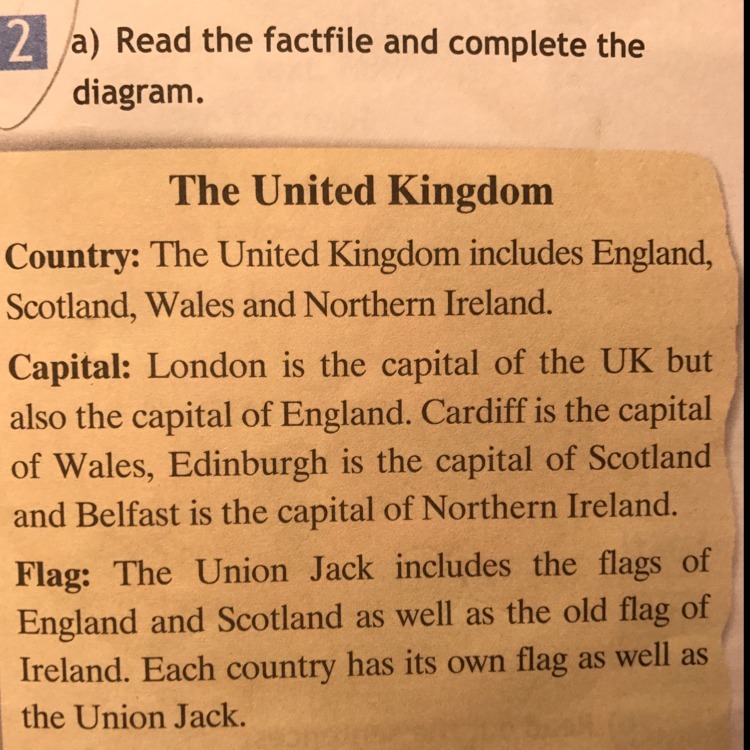 2 a) Read the factfile and complete the
diagram.
The United Kingdom
Country: The United Kingdom includes England,
Scotland, Wales and Northern Ireland.
Capital: London is the capital of the UK but
also the capital of England. Cardiff is the capital
of Wales, Edinburgh is the capital of Scotland
and Belfast is the capital of Northern Ireland.
Flag: The Union Jack includes the flags of
England and Scotland as well as the old flag of
Ireland. Each country has its own flag as well as
the Union Jack.